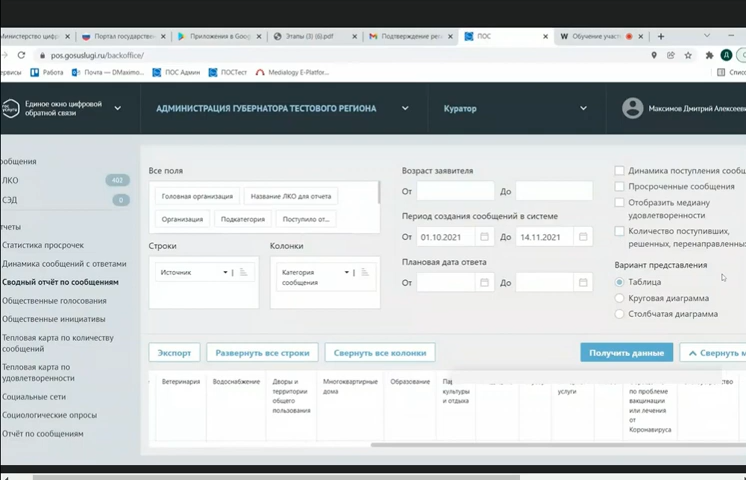 Министерство цифр
Портал государствен
Приложения в Goog
Этапы (3) (6).pdf
Подтверждение рег
ПОС
Обучение участ
pos.gosuslugi.ru/backoffice/
ервисы
Работа
Почта — DMaximo...
ПОС Админ
ПОСТест
Medialogy E-Platfor...
Списо
Единое окно цифровой
обратной связи
АДМИНИСТРАЦИЯ ГУБЕРНАТОРА ТЕСТОВОГО РЕГИОНА
Куратор
Максимов Дмитрий Алексеев
ообщения
ЛКО
403
СЭД
0
тчеты
Статистика просрочек
Динамика сообщений с ответами
Сводный отчёт по сообщениям
Общественные голосования
Общественные инициативы
Тепловая карта по количеству
сообщений
Тепловая карта по
удовлетворенности
Социальные сети
Социологические опросы
Отчёт по сообщениям
Все поля
Головная организация
Название ЛКО для отчета
Организация
Подкатегория
Поступило от...
Строки
Колонки
Источник
Категория
сообщения
Возраст заявителя
От
До
Период создания сообщений в системе
От 01.10.2021
До 14.11.2021
Плановая дата ответа
От
До
Динамика поступления сообщ
Просроченные сообщения
Отобразить медиану
удовлетворенности
Количество поступивших,
решенных, перенаправленны
Вариант представления
Таблица
Круговая диаграмма
Столбчатая диаграмма
Экспорт
Развернуть все строки
Свернуть все колонки
Получить данные
Свернуть м
Ветеринария
Водоснабжение
Дворы и
территории
общего
пользования
Многоквартирные
дома
Образование
культуры
и отдыха
услуги
по проблеме
вакцинации
или лечения
от
Коронавируса